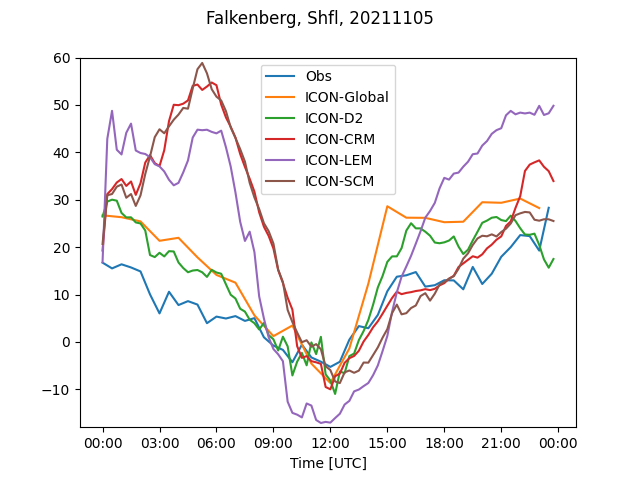 Falkenberg, Shfl, 20211105
60
50
40
30
20
10
0
−10
Obs
ICON-Global
ICON-D2
ICON-CRM
ICON-LEM
ICON-SCM
00:00 03:00 06:00 09:00 12:00 15:00 18:00 21:00 00:00
Time [UTC]